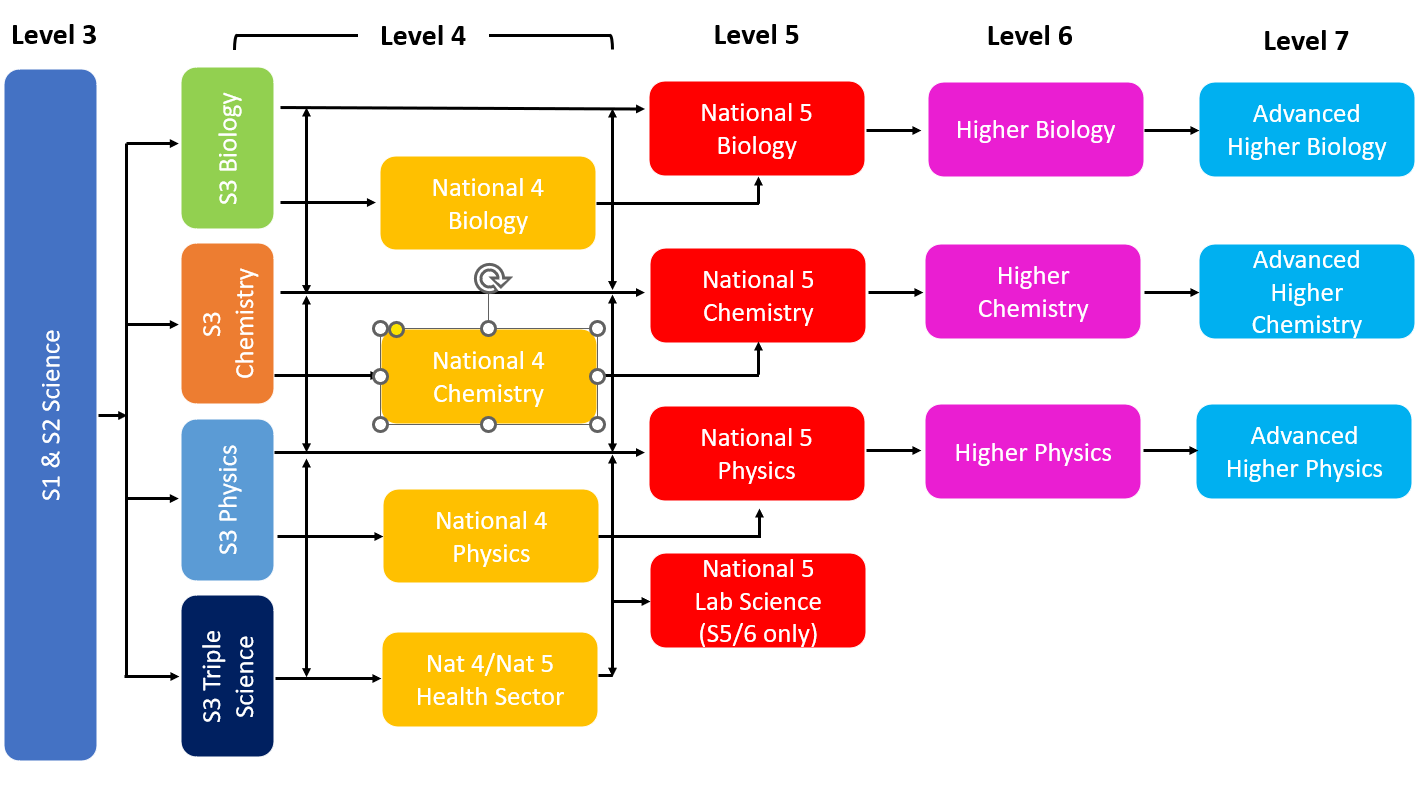 Level 3
Level 4
Level 5
Level 6
Level 7
S1 & S2 Science
S3 Biology
S3
Chemistry
S3 Physics
S3 Triple
Science
National 4
Biology
National 4
Chemistry
National 4
Physics
Nat 4/Nat 5
Health Sector
National 5
Biology
National 5
Chemistry
National 5
Physics
National 5
Lab Science
(S5/6 only)
Higher Biology
Higher
Chemistry
Higher Physics
Advanced
Higher Biology
Advanced
Higher
Chemistry
Advanced
Higher Physics